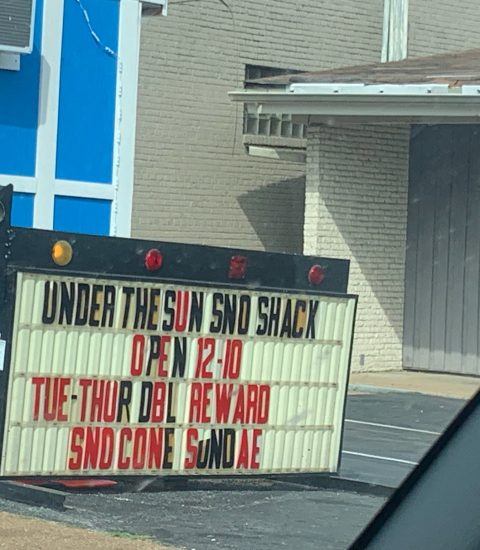 UNDER THE SUN SNO SHACK
OPEN 12-10
TUE-THUR DBL REWARD
SNO CONE SUNDAE